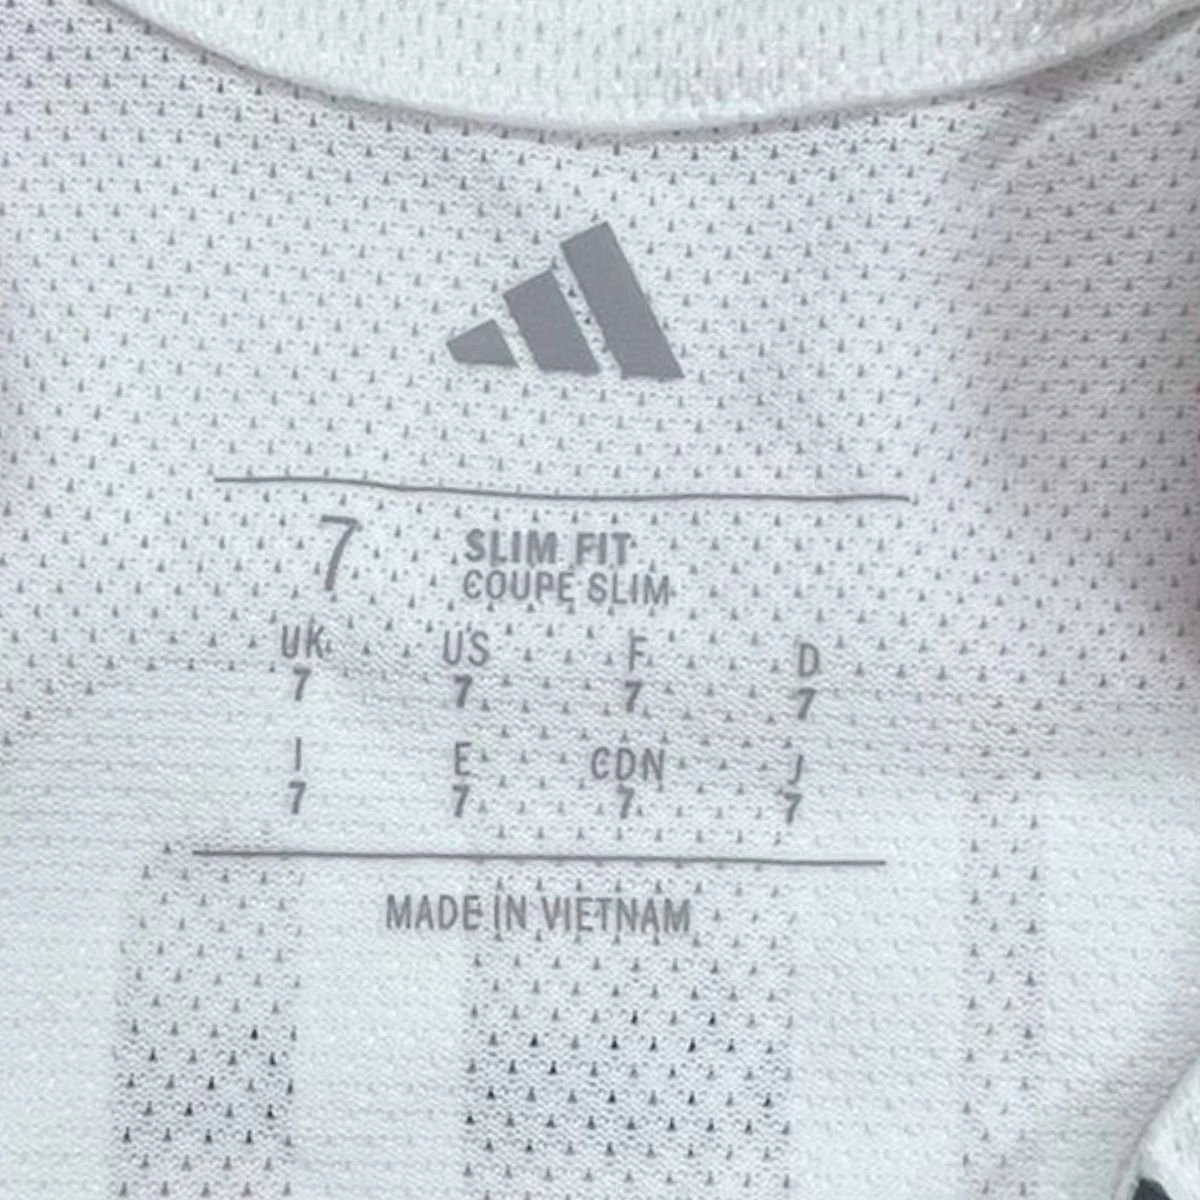 7 SLIM FIT
COUPE SLIM
UK US F D
7 7 7 7
I E CDN J
7 7 7 7
MADE IN VIETNAM